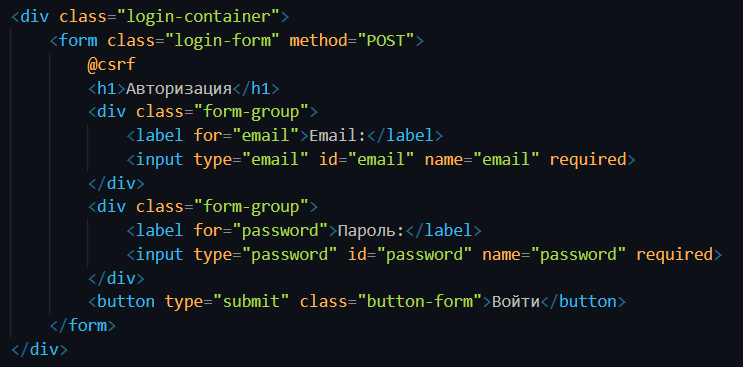 <div class="login-container">
    <form class="login-form" method="POST">
        @csrf
        <h1>Авторизация</h1>
        <div class="form-group">
            <label for="email">Email:</label>
            <input type="email" id="email" name="email" required>
        </div>
        <div class="form-group">
            <label for="password">Пароль:</label>
            <input type="password" id="password" name="password" required>
        </div>
        <button type="submit" class="button-form">Войти</button>
    </form>
</div>